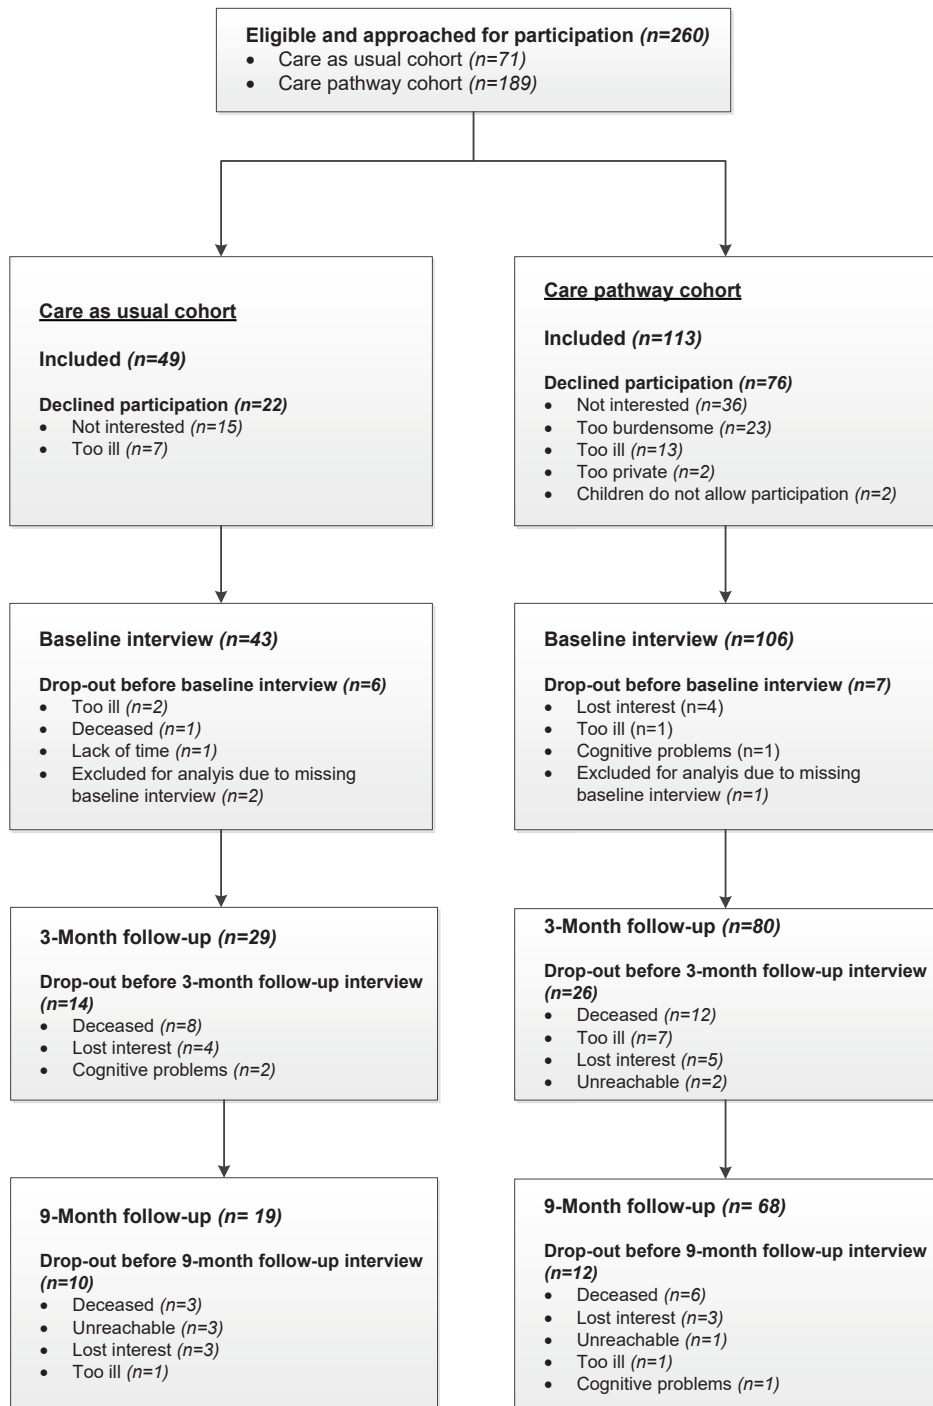 Eligible and approached for participation (n=260)
• Care as usual cohort (n=71)
• Care pathway cohort (n=189)
Care as usual cohort
Included (n=49)
Declined participation (n=22)
• Not interested (n=15)
• Too ill (n=7)
Care pathway cohort
Included (n=113)
Declined participation (n=76)
• Not interested (n=36)
• Too burdensome (n=23)
• Too ill (n=13)
• Too private (n=2)
• Children do not allow participation (n=2)
Baseline interview (n=43)
Drop-out before baseline interview (n=6)
• Too ill (n=2)
• Deceased (n=1)
• Lack of time (n=1)
• Excluded for analyis due to missing
baseline interview (n=2)
Baseline interview (n=106)
Drop-out before baseline interview (n=7)
• Lost interest (n=4)
• Too ill (n=1)
• Cognitive problems (n=1)
• Excluded for analyis due to missing
baseline interview (n=1)
3-Month follow-up (n=29)
Drop-out before 3-month follow-up interview
(n=14)
• Deceased (n=8)
• Lost interest (n=4)
• Cognitive problems (n=2)
3-Month follow-up (n=80)
Drop-out before 3-month follow-up interview
(n=26)
• Deceased (n=12)
• Too ill (n=7)
• Lost interest (n=5)
• Unreachable (n=2)
9-Month follow-up (n= 19)
Drop-out before 9-month follow-up interview
(n=10)
• Deceased (n=3)
• Unreachable (n=3)
• Lost interest (n=3)
• Too ill (n=1)
9-Month follow-up (n= 68)
Drop-out before 9-month follow-up interview
(n=12)
• Deceased (n=6)
• Lost interest (n=3)
• Unreachable (n=1)
• Too ill (n=1)
• Cognitive problems (n=1)